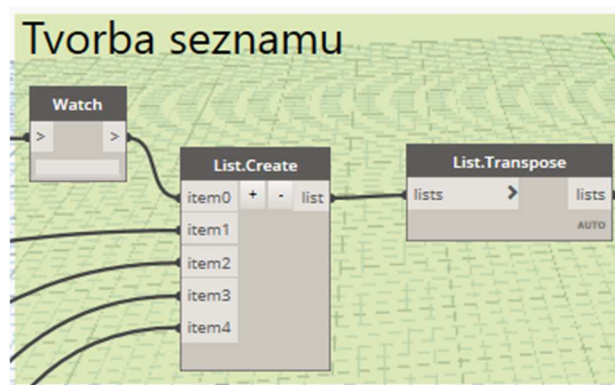 Tvorba seznamu
Watch
> >
List.Create
item0 + - list
item1
item2
item3
item4
List.Transpose
lists > lists
AUTO